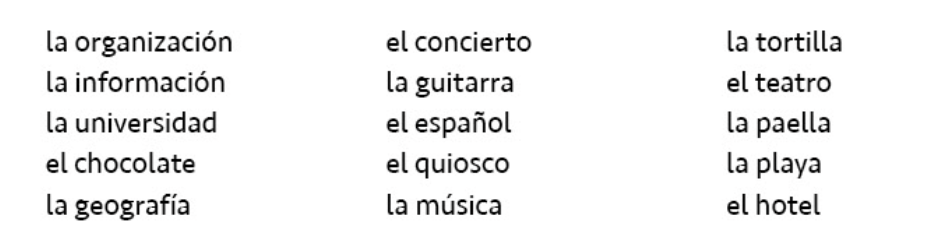 la organización
la información
la universidad
el chocolate
la geografía
el concierto
la guitarra
el español
el quiosco
la música
la tortilla
el teatro
la paella
la playa
el hotel